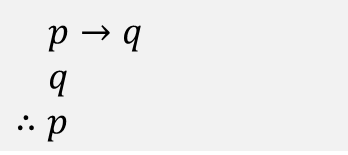 p → q
q
∴ p